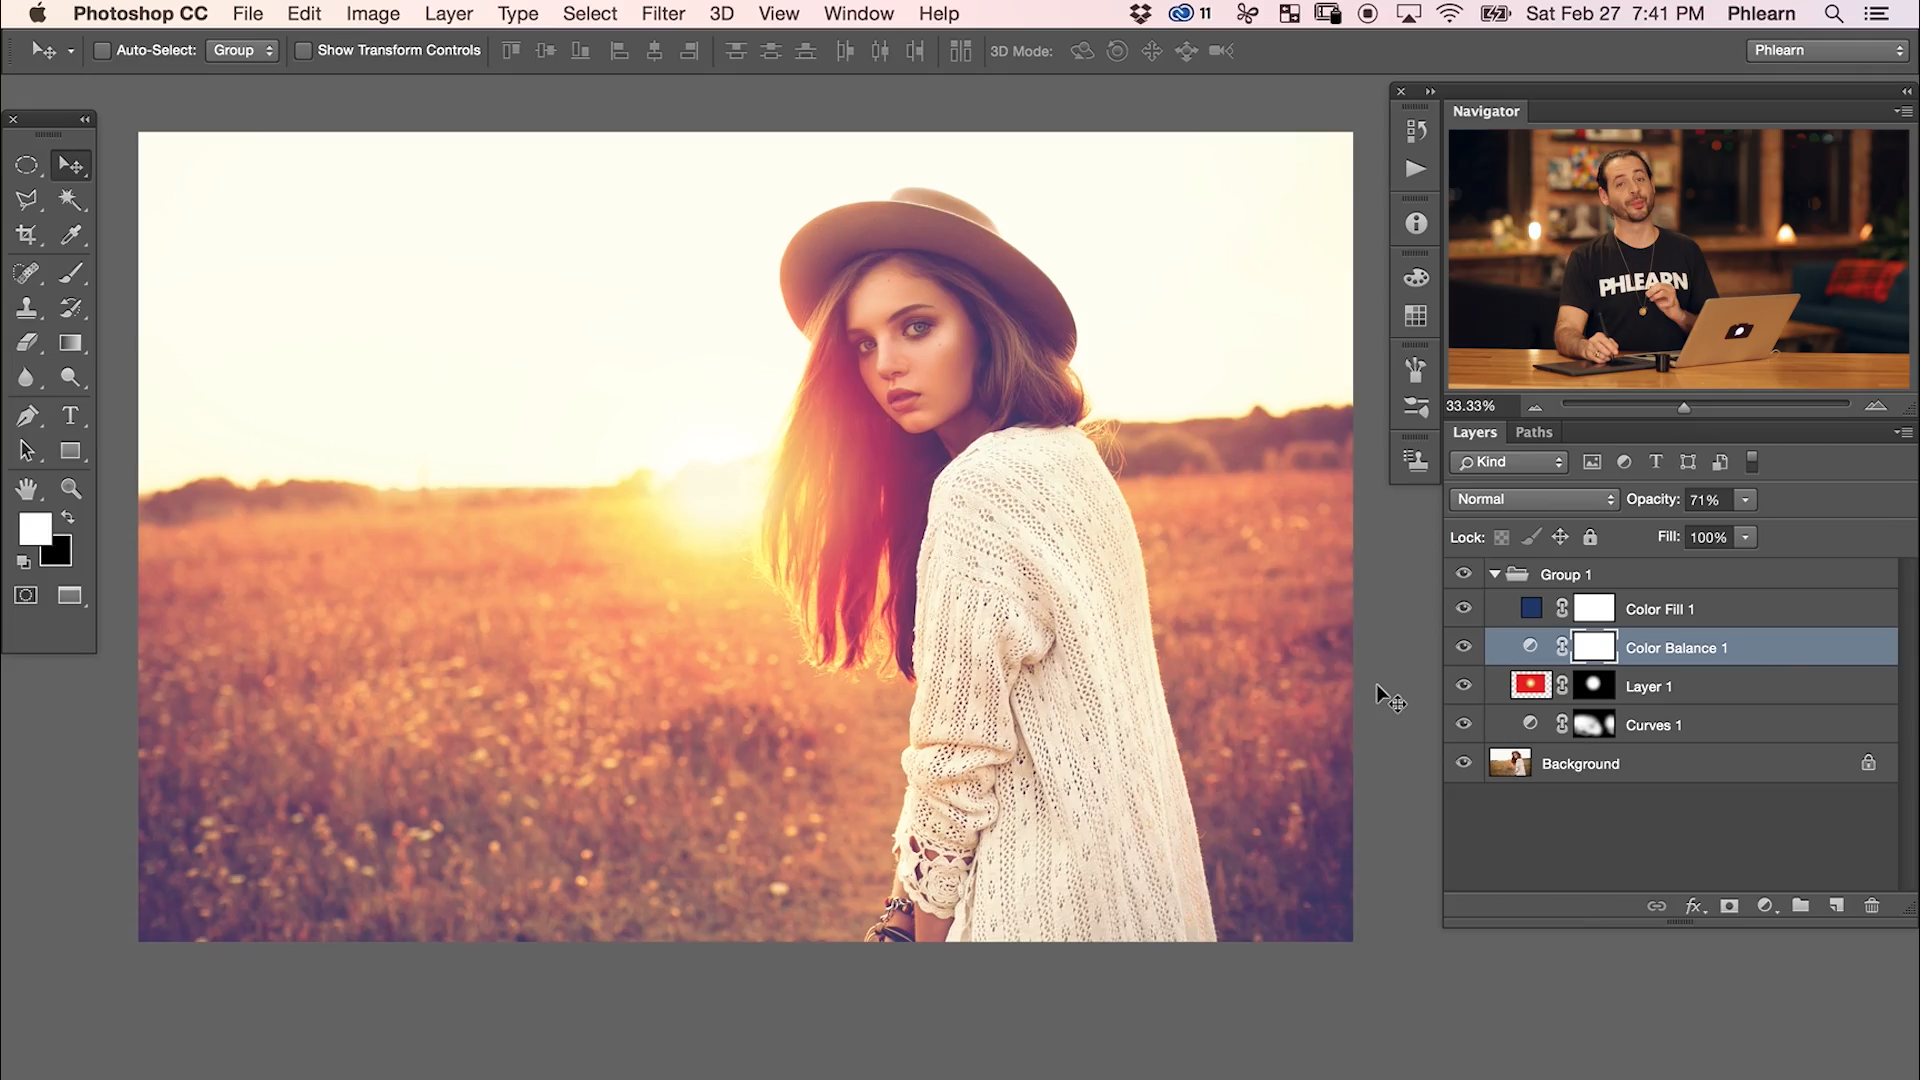 Photoshop CC File Edit Image Layer Type Select Filter 3D View Window Help 11 Sat Feb 27 7:41 PM Phlearn
Auto-Select: Group Show Transform Controls 3D Mode: Phlearn
Navigator
PHLEARN
33.33%
Layers Paths
Kind
Normal Opacity: 71%
Lock: Fill: 100%
Group 1
Color Fill 1
Color Balance 1
Layer 1
Curves 1
Background
fx